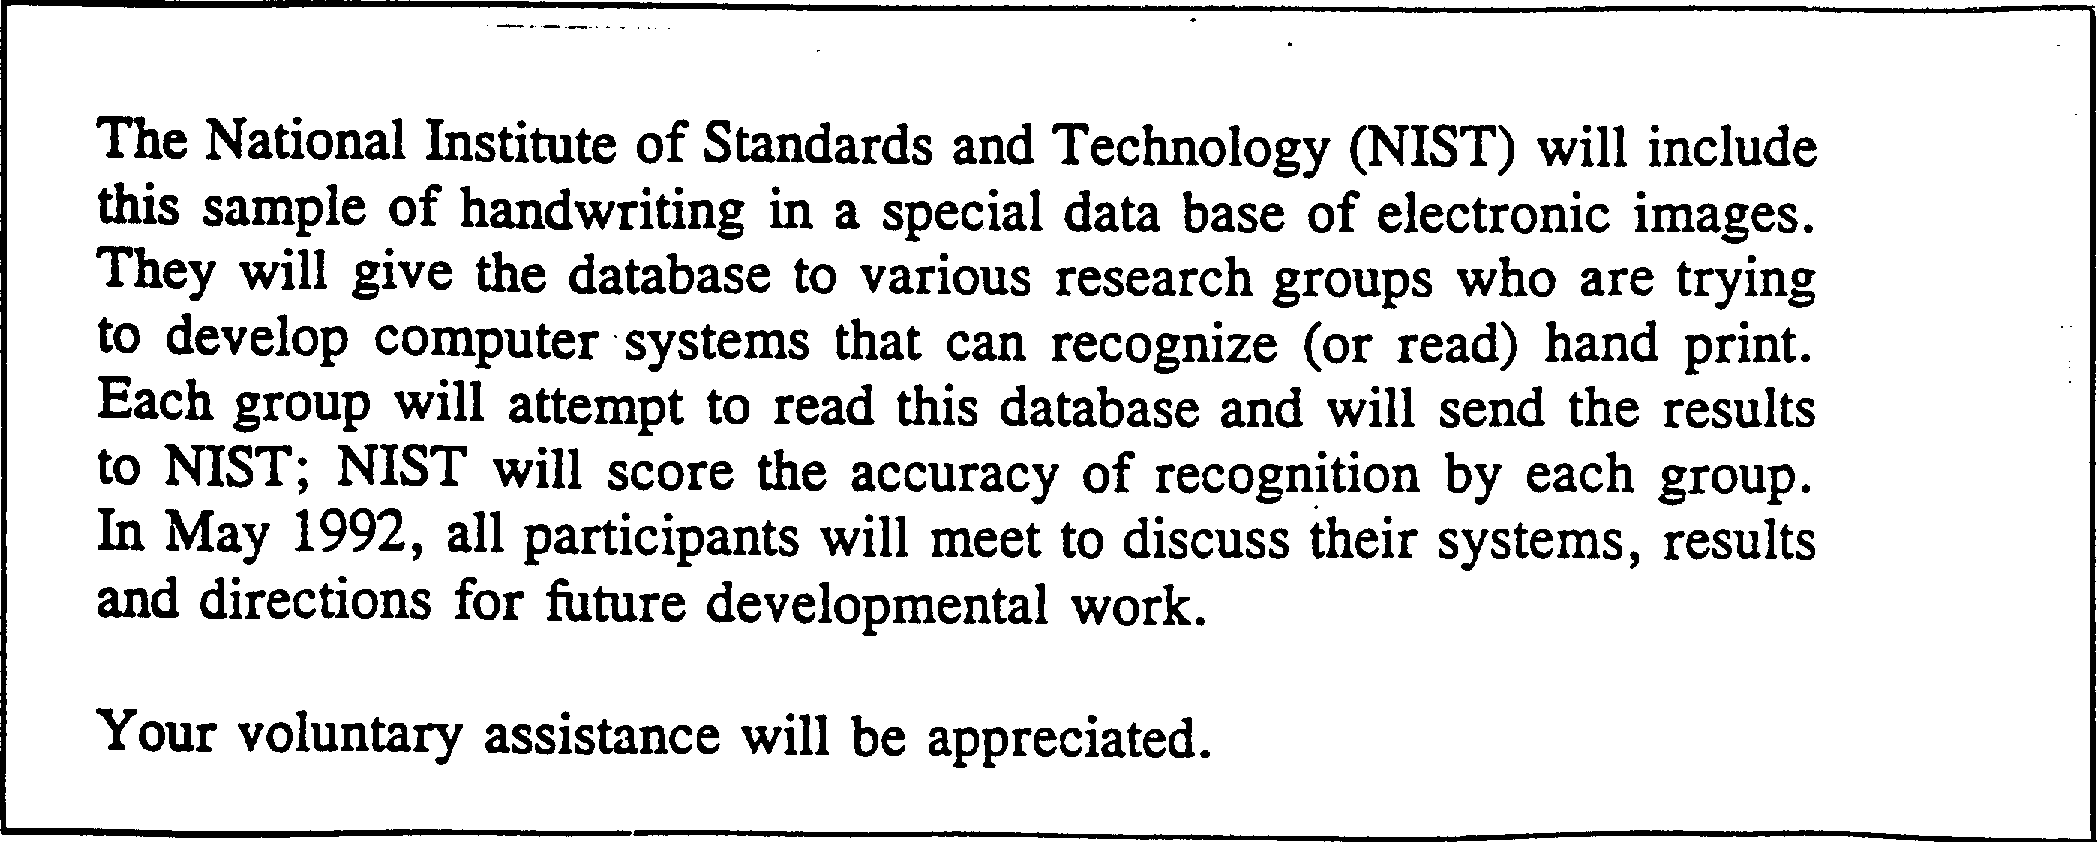 The National Institute of Standards and Technology (NIST) will include
this sample of handwriting in a special data base of electronic images.
They will give the database to various research groups who are trying
to develop computer systems that can recognize (or read) hand print.
Each group will attempt to read this database and will send the results
to NIST; NIST will score the accuracy of recognition by each group.
In May 1992, all participants will meet to discuss their systems, results
and directions for future developmental work.
Your voluntary assistance will be appreciated.